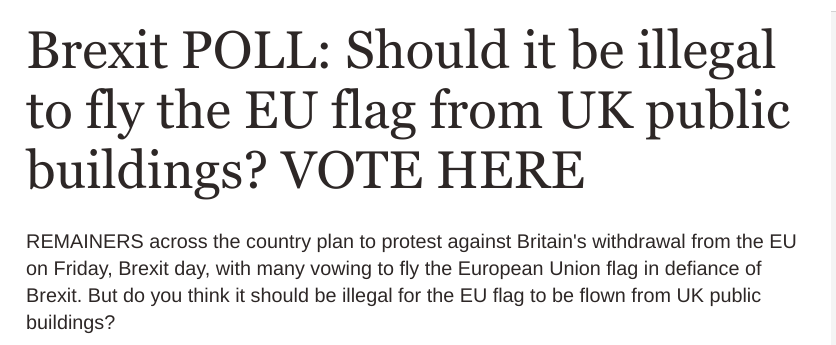 Brexit POLL: Should it be illegal
to fly the EU flag from UK public
buildings? VOTE HERE
REMAINERS across the country plan to protest against Britain's withdrawal from the EU
on Friday, Brexit day, with many vowing to fly the European Union flag in defiance of
Brexit. But do you think it should be illegal for the EU flag to be flown from UK public
buildings?